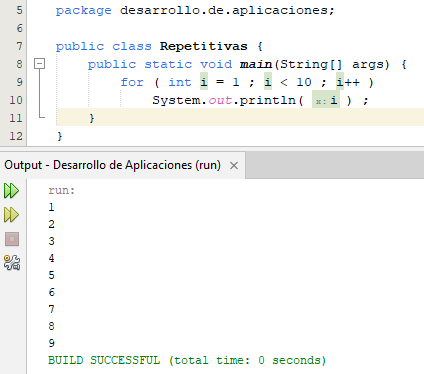 5 package desarrollo.de.aplicaciones;
6
7 public class Repetitivas {
8 public static void main(String[] args) {
9 for ( int i = 1 ; i < 10 ; i++ )
10 System.out.println( x: i ) ;
11 }
12 }
Output - Desarrollo de Aplicaciones (run) ×
run:
1
2
3
4
5
6
7
8
9
BUILD SUCCESSFUL (total time: 0 seconds)